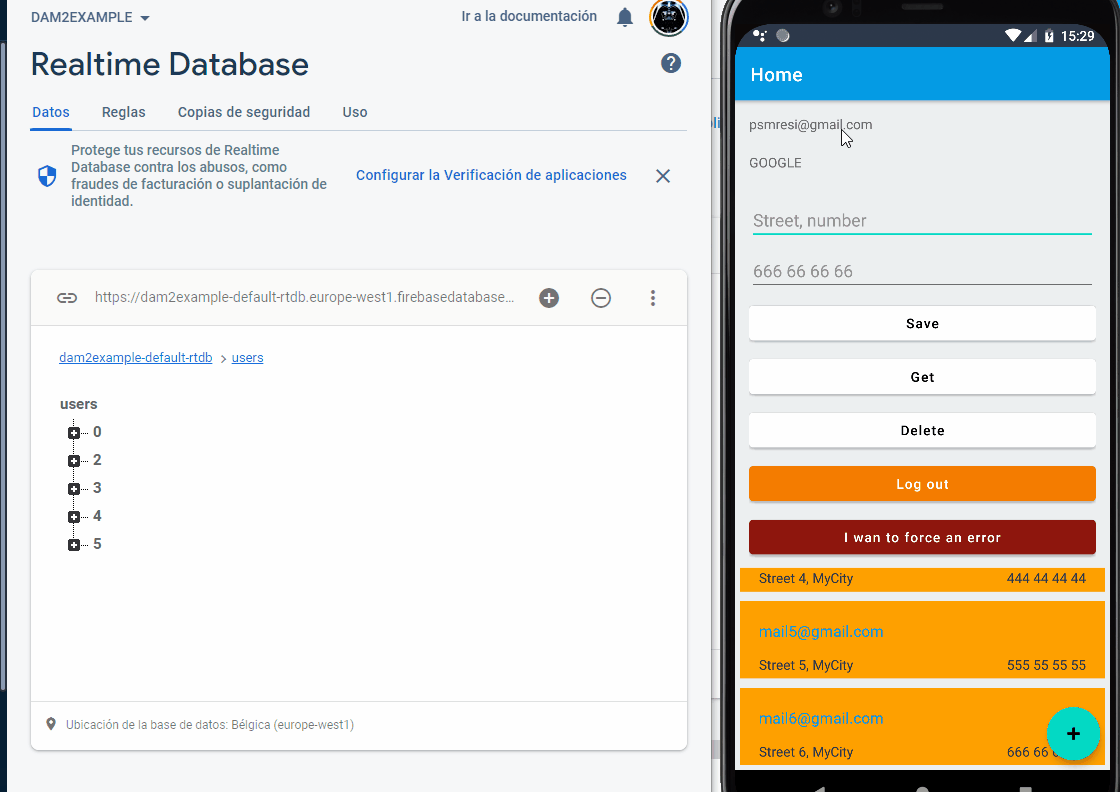 DAM2EXAMPLE
Ir a la documentación
Realtime Database
Datos
Reglas
Copias de seguridad
Uso
Protege tus recursos de Realtime
Database contra los abusos, como
fraudes de facturación o suplantación de
identidad.
Configurar la Verificación de aplicaciones
https://dam2example-default-rtdb.europe-west1.firebasedatabase...
dam2example-default-rtdb > users
users
0
2
3
4
5
Ubicación de la base de datos: Bélgica (europe-west1)
15:29
Home
psmresi@gmail.com
GOOGLE
Street, number
666 66 66 66
Save
Get
Delete
Log out
I wan to force an error
Street 4, MyCity 444 44 44 44
mail5@gmail.com
Street 5, MyCity 555 55 55 55
mail6@gmail.com
Street 6, MyCity 666 66